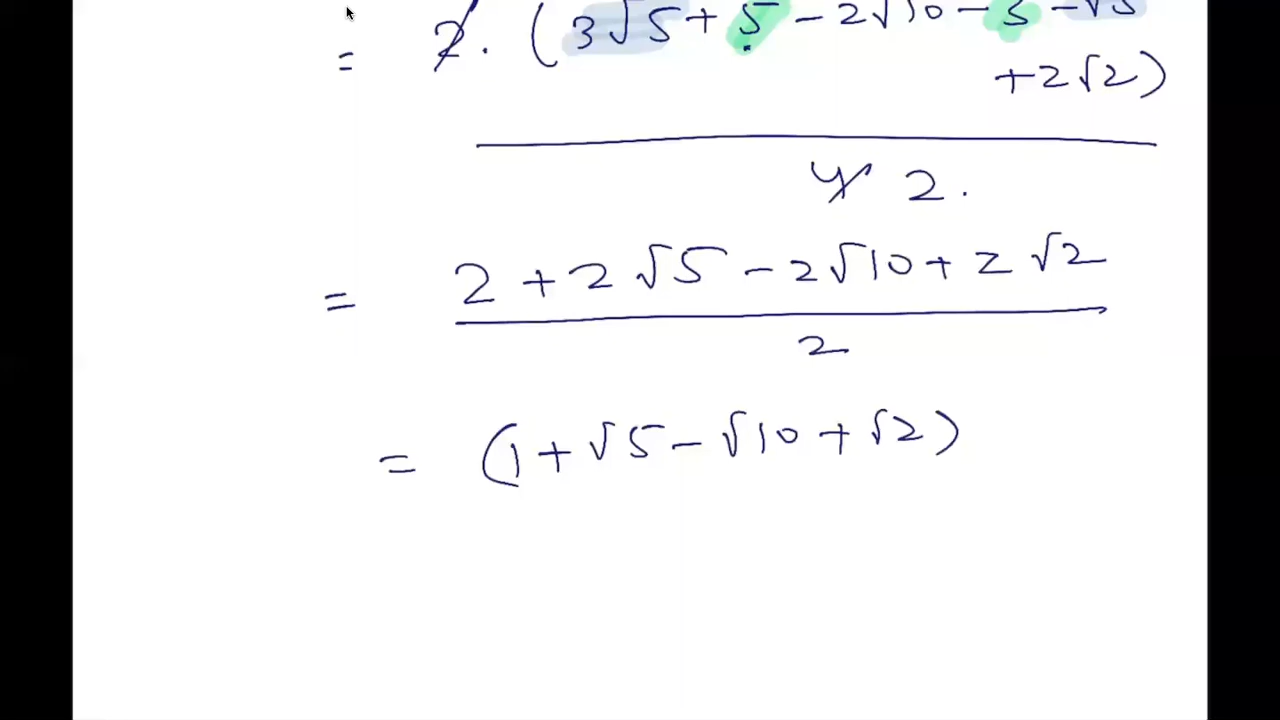 = 2. (3√5 + 5 - 2√10 - 3 - √5
+ 2√2)
4 2.
= 2 + 2√5 - 2√10 + 2√2
2
= (1 + √5 - √10 + √2)